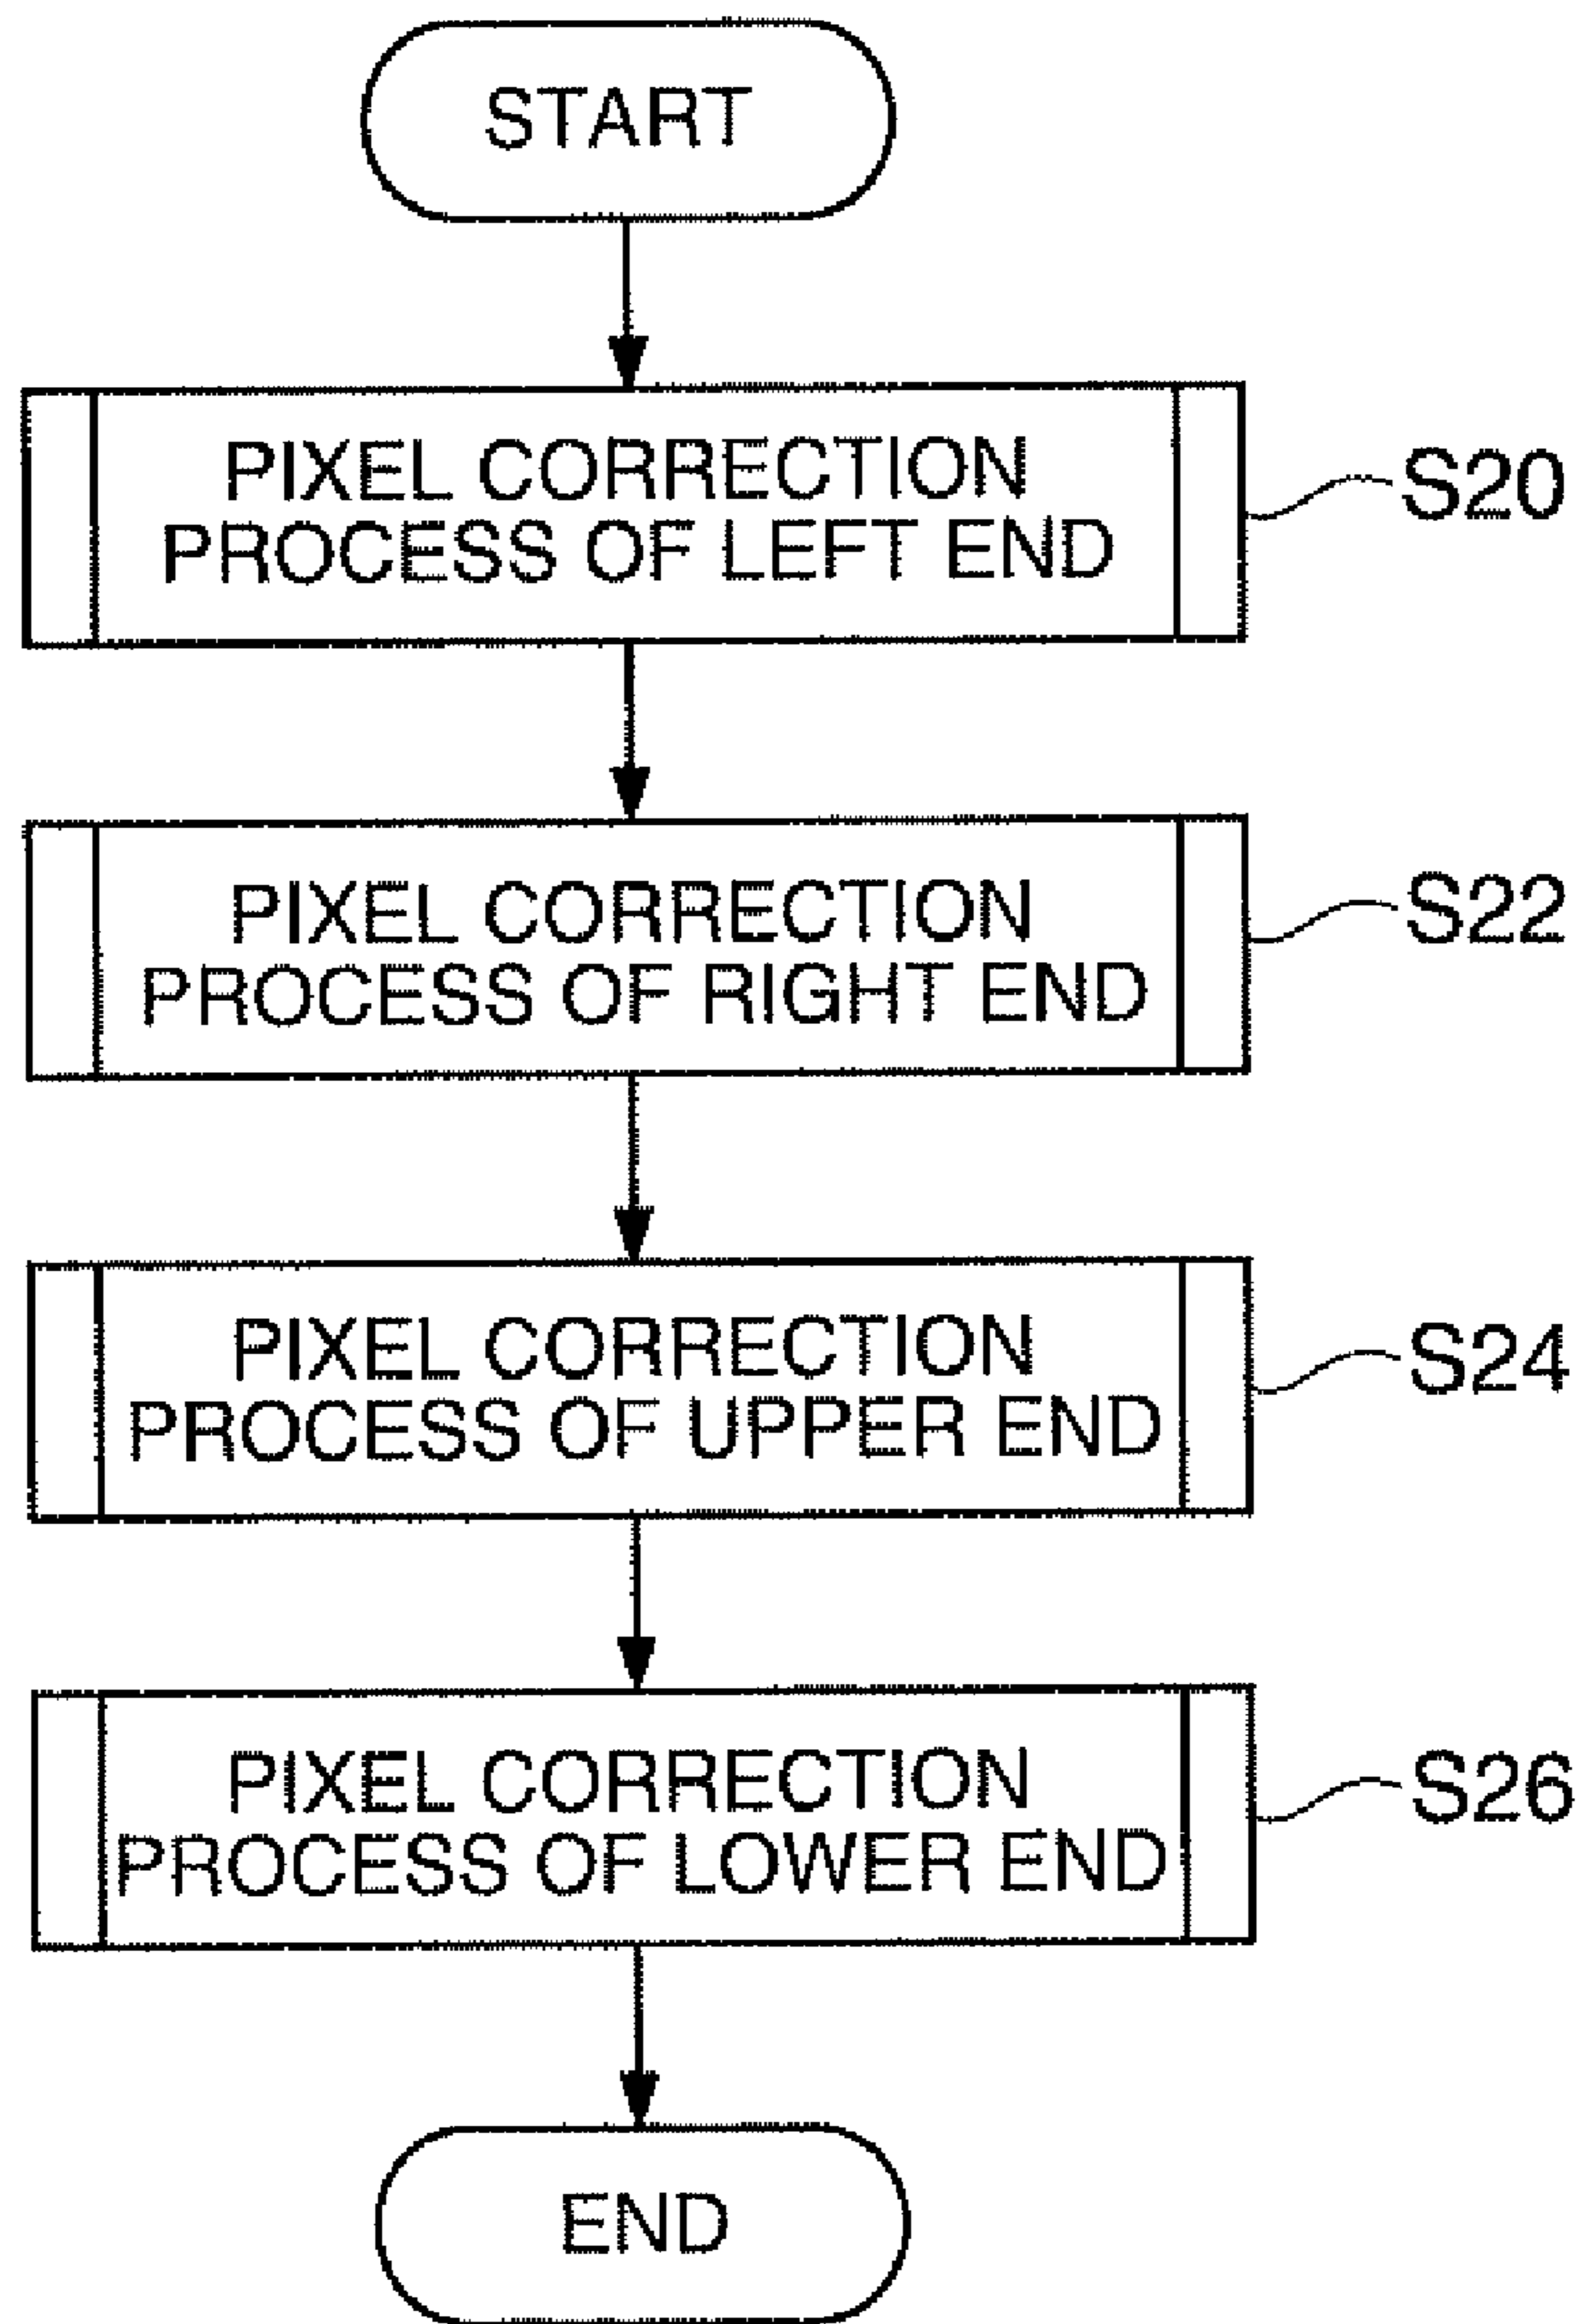 START
PIXEL CORRECTION
PROCESS OF LEFT END
S20
PIXEL CORRECTION
PROCESS OF RIGHT END
S22
PIXEL CORRECTION
PROCESS OF UPPER END
S24
PIXEL CORRECTION
PROCESS OF LOWER END
S26
END